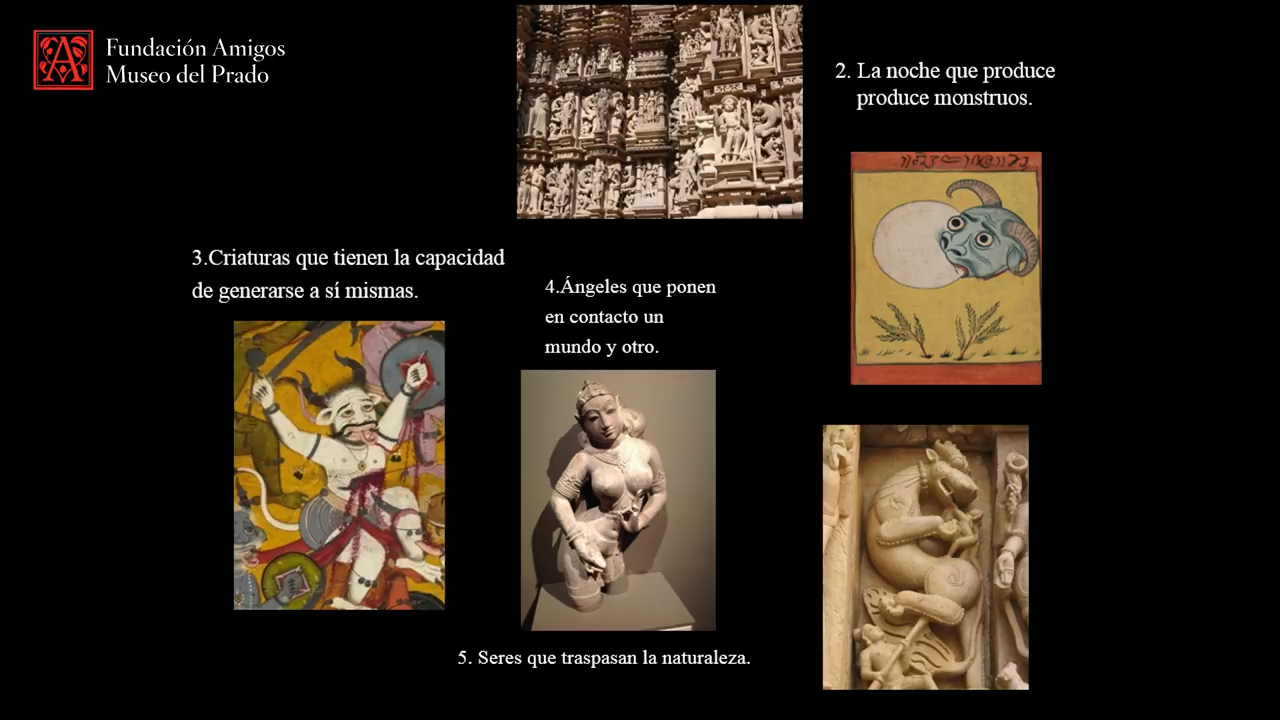 Fundación Amigos
Museo del Prado
2. La noche que produce
produce monstruos.
3.Criaturas que tienen la capacidad
de generarse a sí mismas.
4.Ángeles que ponen
en contacto un
mundo y otro.
5. Seres que traspasan la naturaleza.